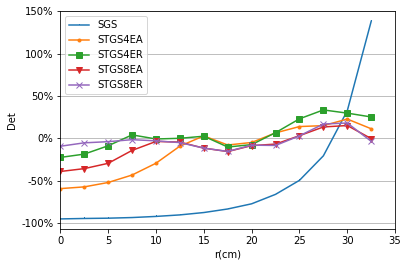 150%
100%
50%
0%
-50%
-100%
Det
SGS
STGS4EA
STGS4ER
STGS8EA
STGS8ER
0 5 10 15 20 25 30 35
r(cm)